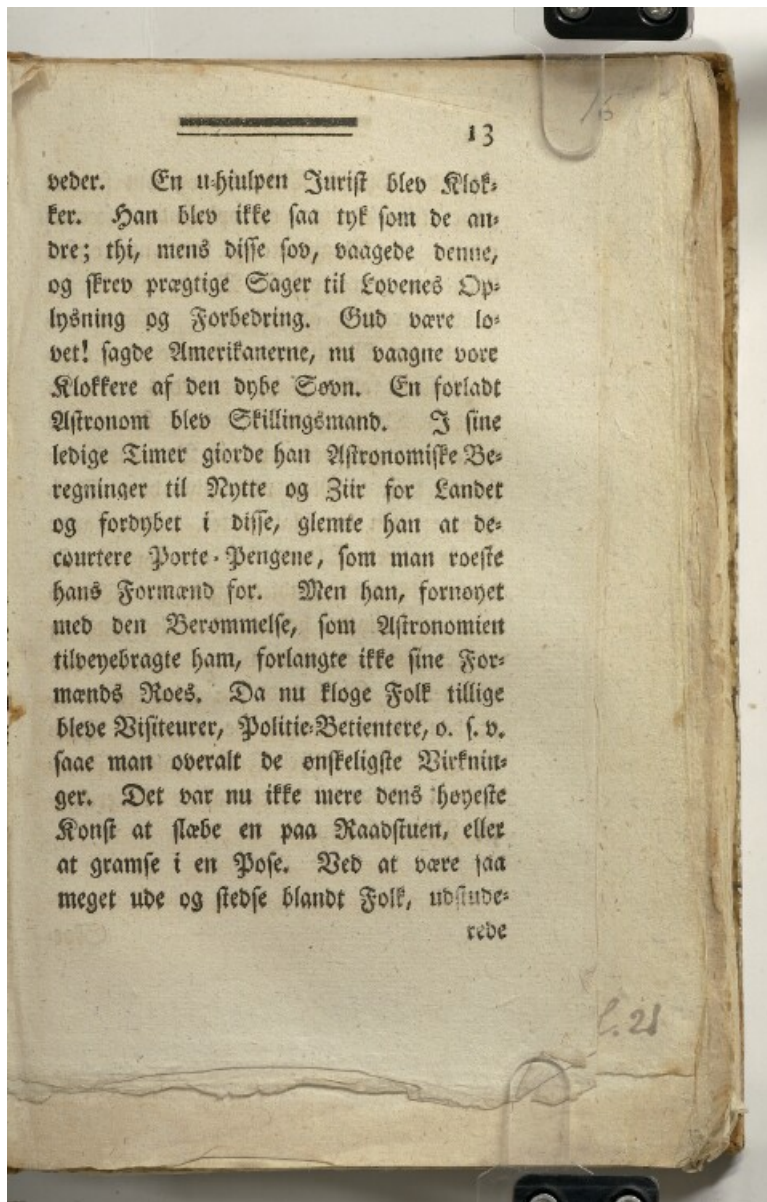 13
veder. En u-hiulpen Jurist blev Klok-
ker. Han blev ikke saa tyk som de an-
dre; thi, mens disse sov, vaagede denne,
og skrev prægtige Sager til Lovenes Op-
lysning og Forbedring. Gud være lo-
vet! sagde Amerikanerne, nu vaagne vore
Klokkere af den dybe Søvn. En forladt
Astronom blev Skillingsmand. I sine
ledige Timer giorde han Astronomiske Be-
regninger til Nytte og Ziir for Landet
og fordybet i disse, glemte han at de-
courtere Porte-Pengene, som man roeste
hans Formænd for. Men han, fornøyet
med den Berømmelse, som Astronomien
tilveyebragte ham, forlangte ikke sine For-
mænds Roes. Da nu kloge Folk tillige
bleve Visiteurer, Politie-Betientere, o. s. v.
saae man overalt de ønskeligste Virknin-
ger. Det var nu ikke mere dens høyeste
Konst at slæbe en paa Raadstuen, eller
at gramse i en Pose. Ved at være saa
meget ude og stedse blandt Folk, udstude-
rede
l. 21